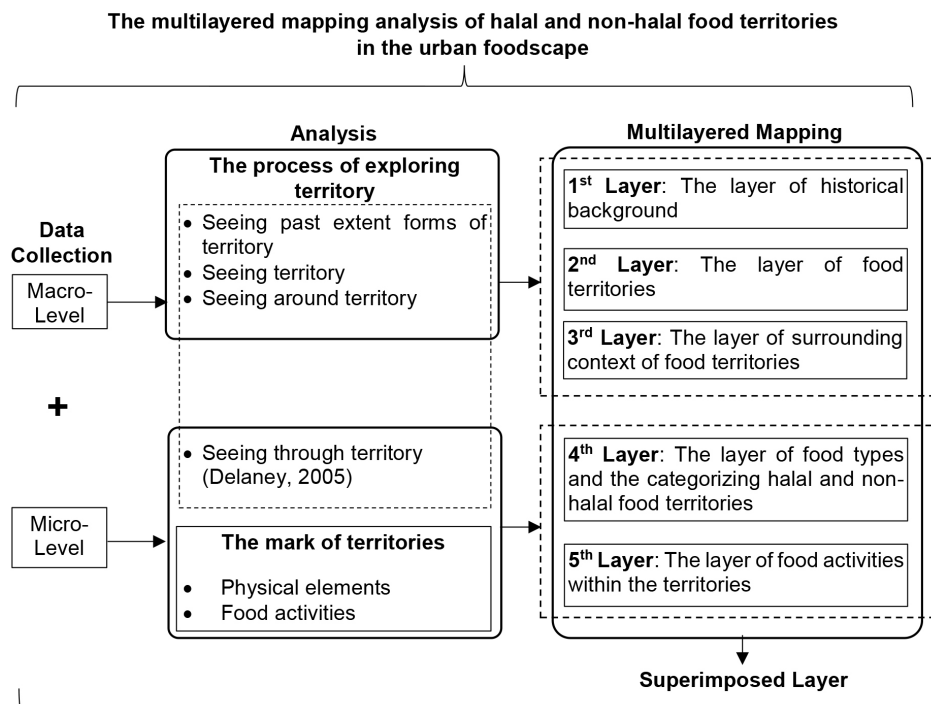 The multilayered mapping analysis of halal and non-halal food territories
in the urban foodscape
Analysis
Multilayered Mapping
Data
Collection
Macro-
Level
+
Micro-
Level
The process of exploring
territory
• Seeing past extent forms of
territory
• Seeing territory
• Seeing around territory
• Seeing through territory
(Delaney, 2005)
The mark of territories
• Physical elements
• Food activities
1st Layer: The layer of historical
background
2nd Layer: The layer of food
territories
3rd Layer: The layer of surrounding
context of food territories
4th Layer: The layer of food types
and the categorizing halal and non-
halal food territories
5th Layer: The layer of food activities
within the territories
Superimposed Layer